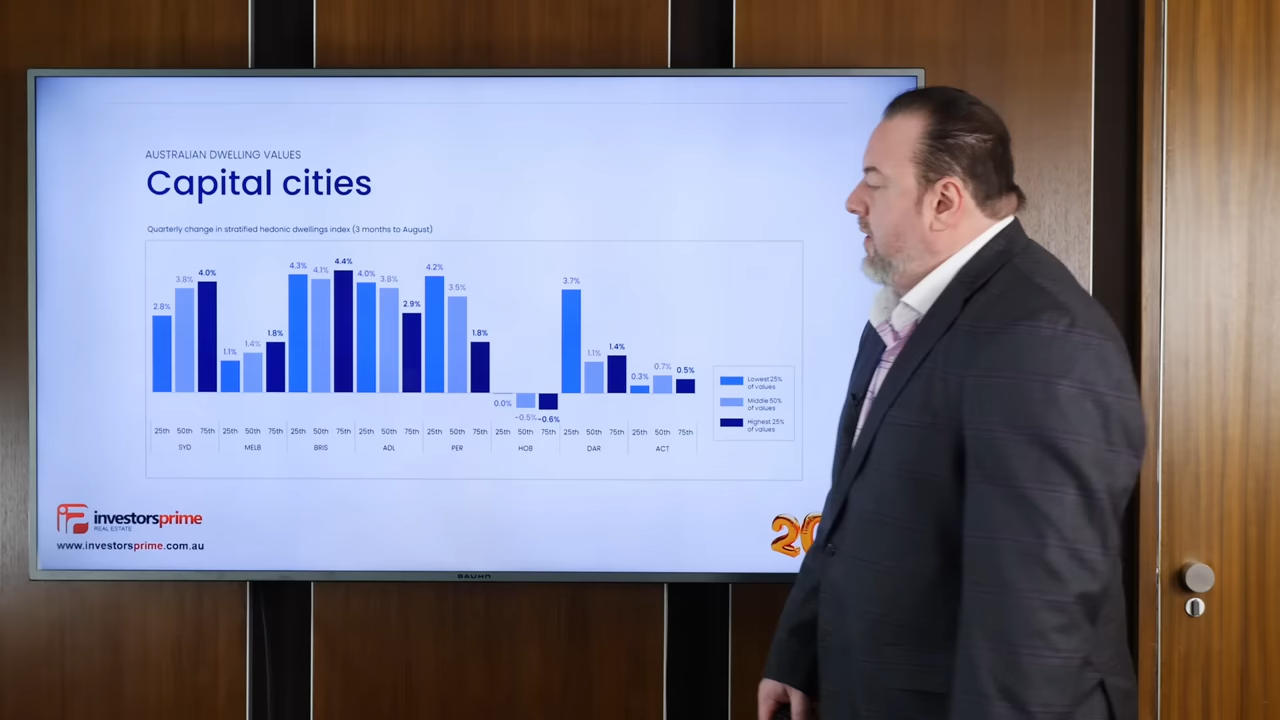 AUSTRALIAN DWELLING VALUES
Capital cities
Quarterly change in stratified hedonic dwellings index (3 months to August)
2.8% 3.8% 4.0% 1.1% 1.4% 1.8% 4.3% 4.1% 4.4% 4.0% 3.8% 2.9% 4.2% 3.5% 1.8% 0.0% -0.5% -0.6% 3.7% 1.1% 1.4% 0.3% 0.7% 0.5%
Lowest 25%
of values
Middle 50%
of values
Highest 25%
of values
25th 50th 75th 25th 50th 75th 25th 50th 75th 25th 50th 75th 25th 50th 75th 25th 50th 75th 25th 50th 75th 25th 50th 75th
SYD MELB BRIS ADL PER HOB DAR ACT
investorsprime
REAL ESTATE
www.investorsprime.com.au
20
BAUHN